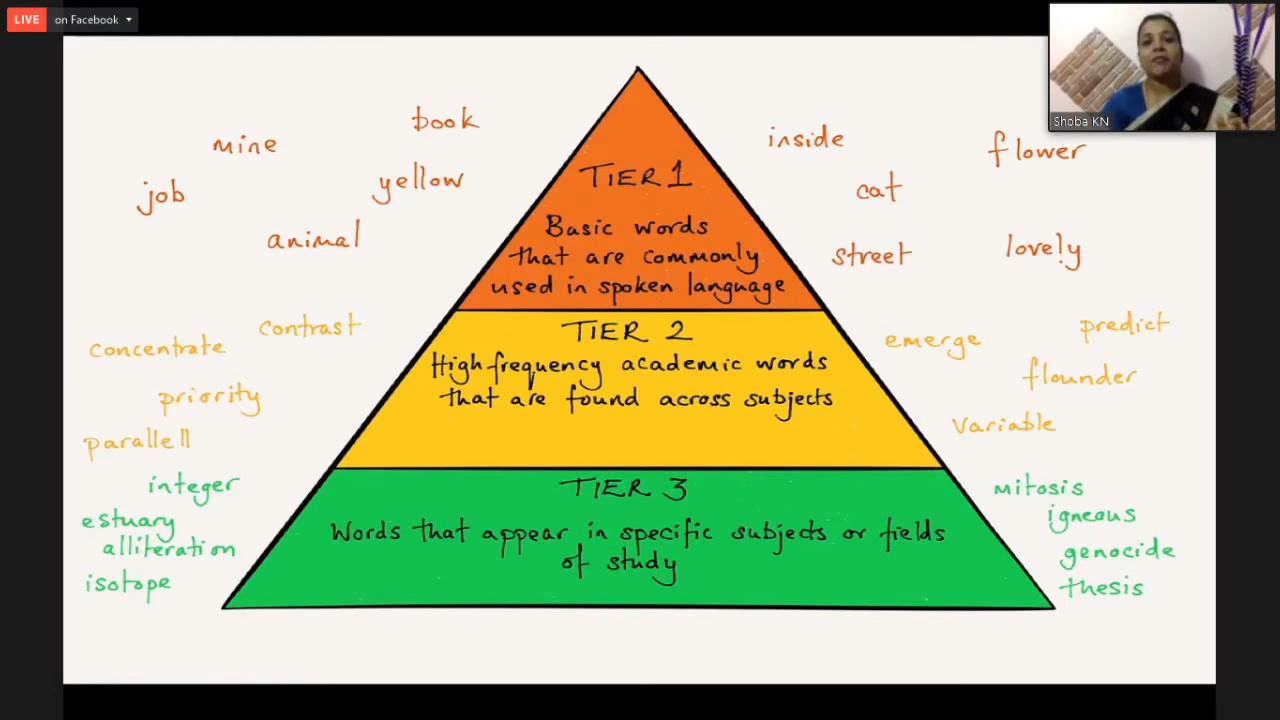 LIVE on Facebook
Shoba KN
book
mine
yellow
job
animal
inside
flower
cat
street
lovely
TIER 1
Basic words
that are commonly
used in spoken language
contrast
concentrate
priority
parallell
TIER 2
High frequency academic words
that are found across subjects
emerge
predict
flounder
variable
integer
estuary
alliteration
isotope
TIER 3
Words that appear in specific subjects or fields
of study
mitosis
igneous
genocide
thesis